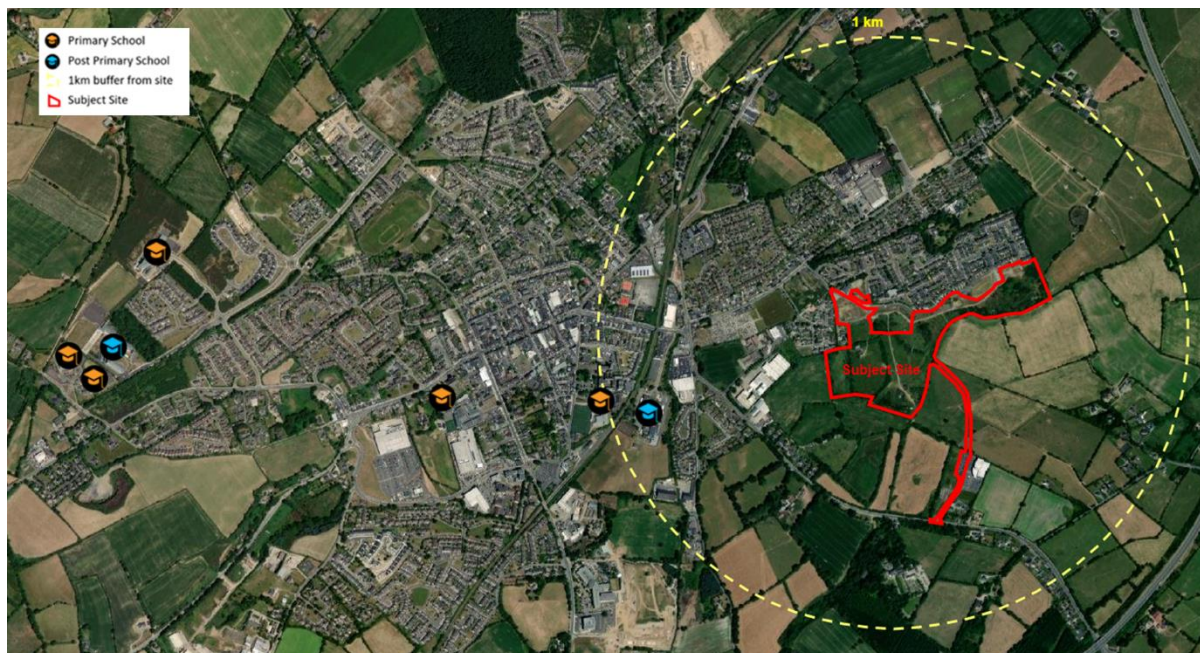 Primary School
Post Primary School
1km buffer from site
Subject Site
1 km
Subject Site